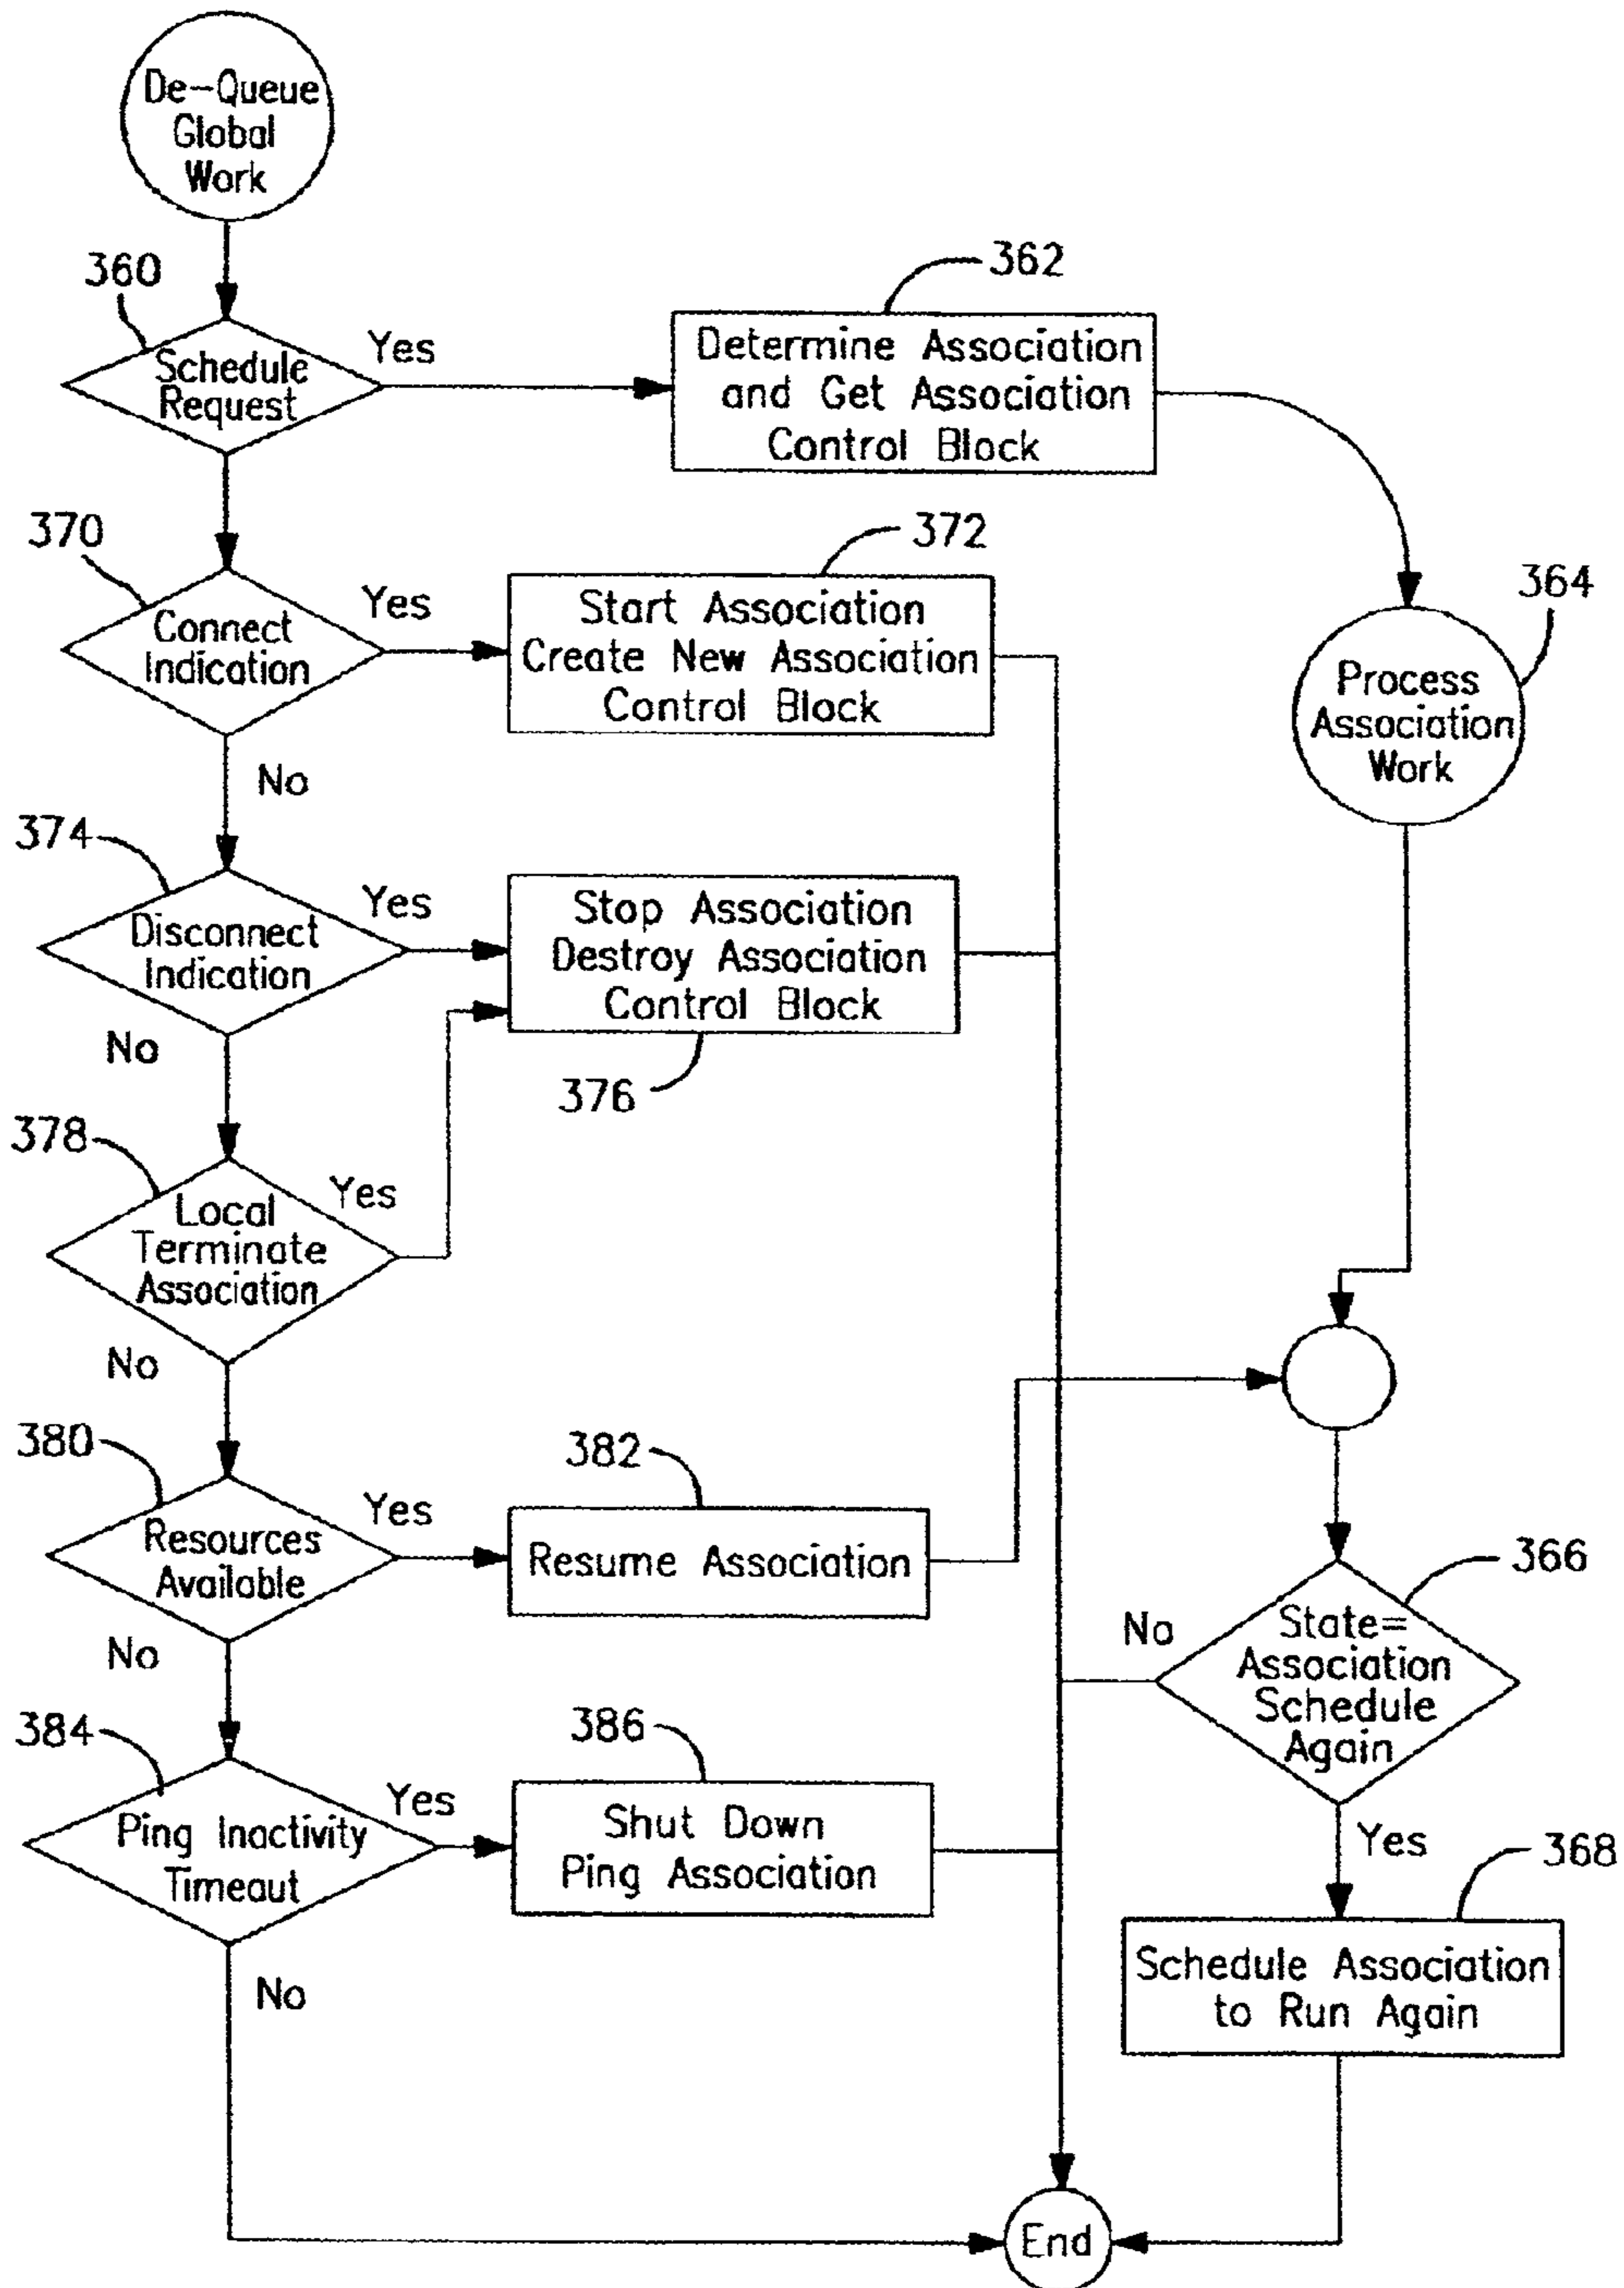 De-Queue
Global
Work
360
Schedule
Request
Yes
362
Determine Association
and Get Association
Control Block
370
Connect
Indication
Yes
372
Start Association
Create New Association
Control Block
364
Process
Association
Work
No
374
Disconnect
Indication
Yes
Stop Association
Destroy Association
Control Block
376
No
378
Local
Terminate
Association
Yes
No
380
Resources
Available
Yes
382
Resume Association
366
State=
Association
Schedule
Again
No
No
384
Ping Inactivity
Timeout
Yes
386
Shut Down
Ping Association
Yes
368
Schedule Association
to Run Again
No
End